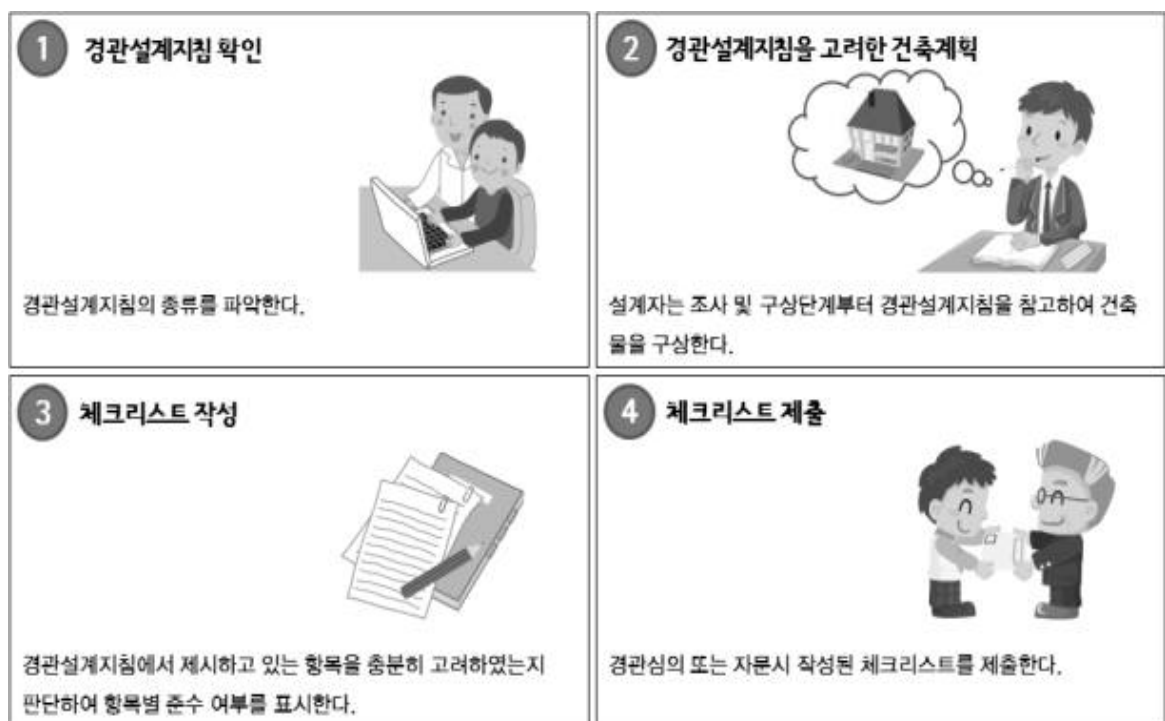 1 경관설계지침 확인
경관설계지침의 종류를 파악한다.
2 경관설계지침을 고려한 건축계획
설계자는 조사 및 구상단계부터 경관설계지침을 참고하여 건축
물을 구상한다.
3 체크리스트 작성
경관설계지침에서 제시하고 있는 항목을 충분히 고려하였는지
판단하여 항목별 준수 여부를 표시한다.
4 체크리스트 제출
경관심의 또는 자문시 작성된 체크리스트를 제출한다.